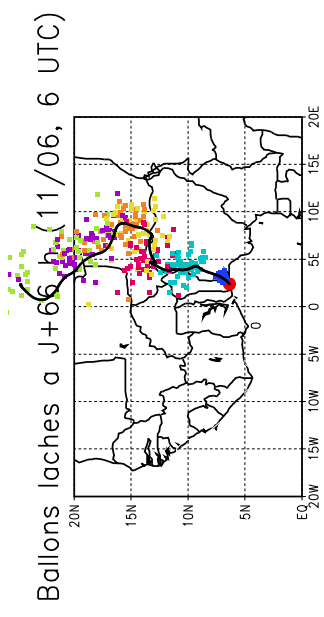 Ballons laches a J+66 h (11/06, 6 UTC)
20N
15N
10N
5N
EQ
20W 15W 10W 5W 0 5E 10E 15E 20E
0